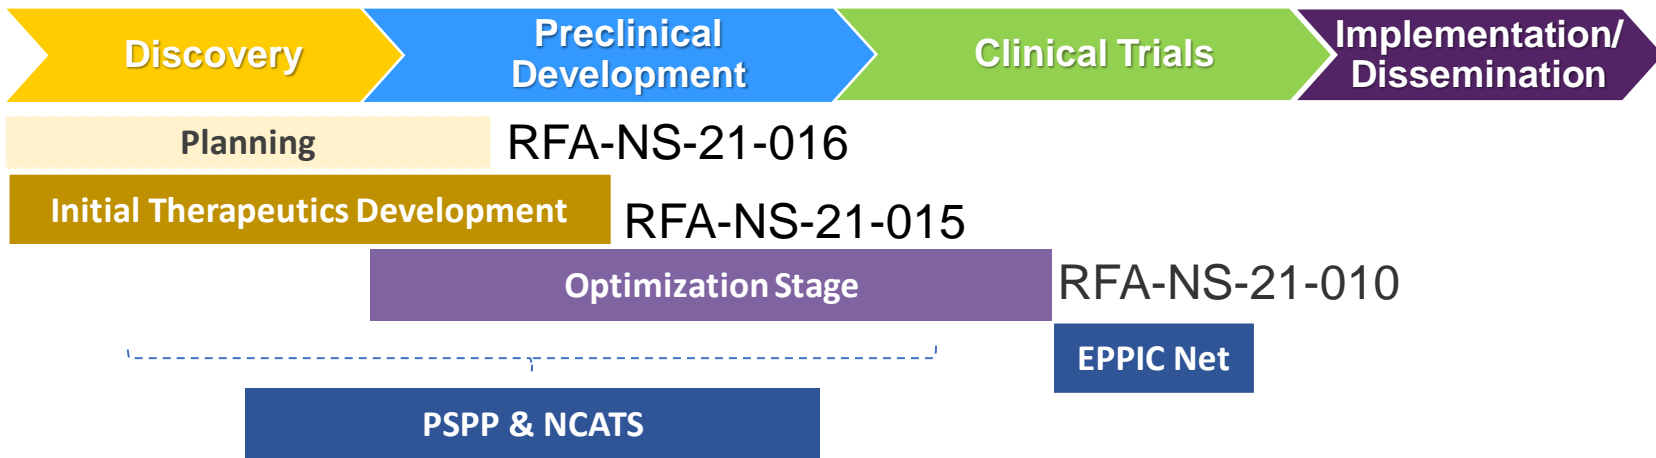 Discovery
Preclinical
Development
Clinical Trials
Implementation/
Dissemination
Planning
RFA-NS-21-016
Initial Therapeutics Development
RFA-NS-21-015
Optimization Stage
RFA-NS-21-010
EPPIC Net
PSPP & NCATS